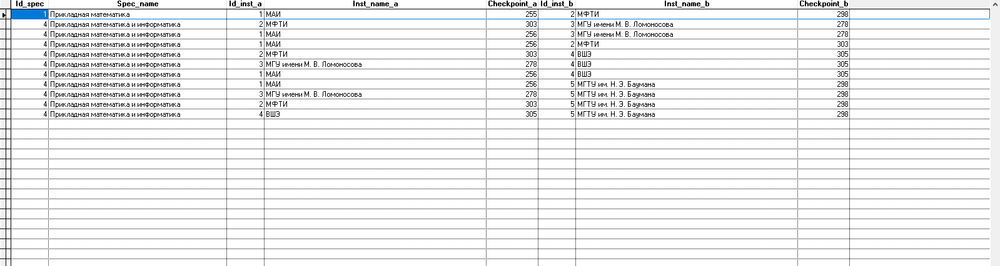 Id_spec Spec_name Id_inst_a Inst_name_a Checkpoint_a Id_inst_b Inst_name_b Checkpoint_b
1 Прикладная математика 1 МАИ 255 2 МФТИ 298
4 Прикладная математика и информатика 2 МФТИ 303 3 МГУ имени М. В. Ломоносова 278
4 Прикладная математика и информатика 1 МАИ 256 3 МГУ имени М. В. Ломоносова 278
4 Прикладная математика и информатика 1 МАИ 256 2 МФТИ 303
4 Прикладная математика и информатика 2 МФТИ 303 4 ВШЭ 305
4 Прикладная математика и информатика 3 МГУ имени М. В. Ломоносова 278 4 ВШЭ 305
4 Прикладная математика и информатика 1 МАИ 256 4 ВШЭ 305
4 Прикладная математика и информатика 1 МАИ 256 5 МГТУ им. Н. Э. Баумана 298
4 Прикладная математика и информатика 3 МГУ имени М. В. Ломоносова 278 5 МГТУ им. Н. Э. Баумана 298
4 Прикладная математика и информатика 2 МФТИ 303 5 МГТУ им. Н. Э. Баумана 298
4 Прикладная математика и информатика 4 ВШЭ 305 5 МГТУ им. Н. Э. Баумана 298